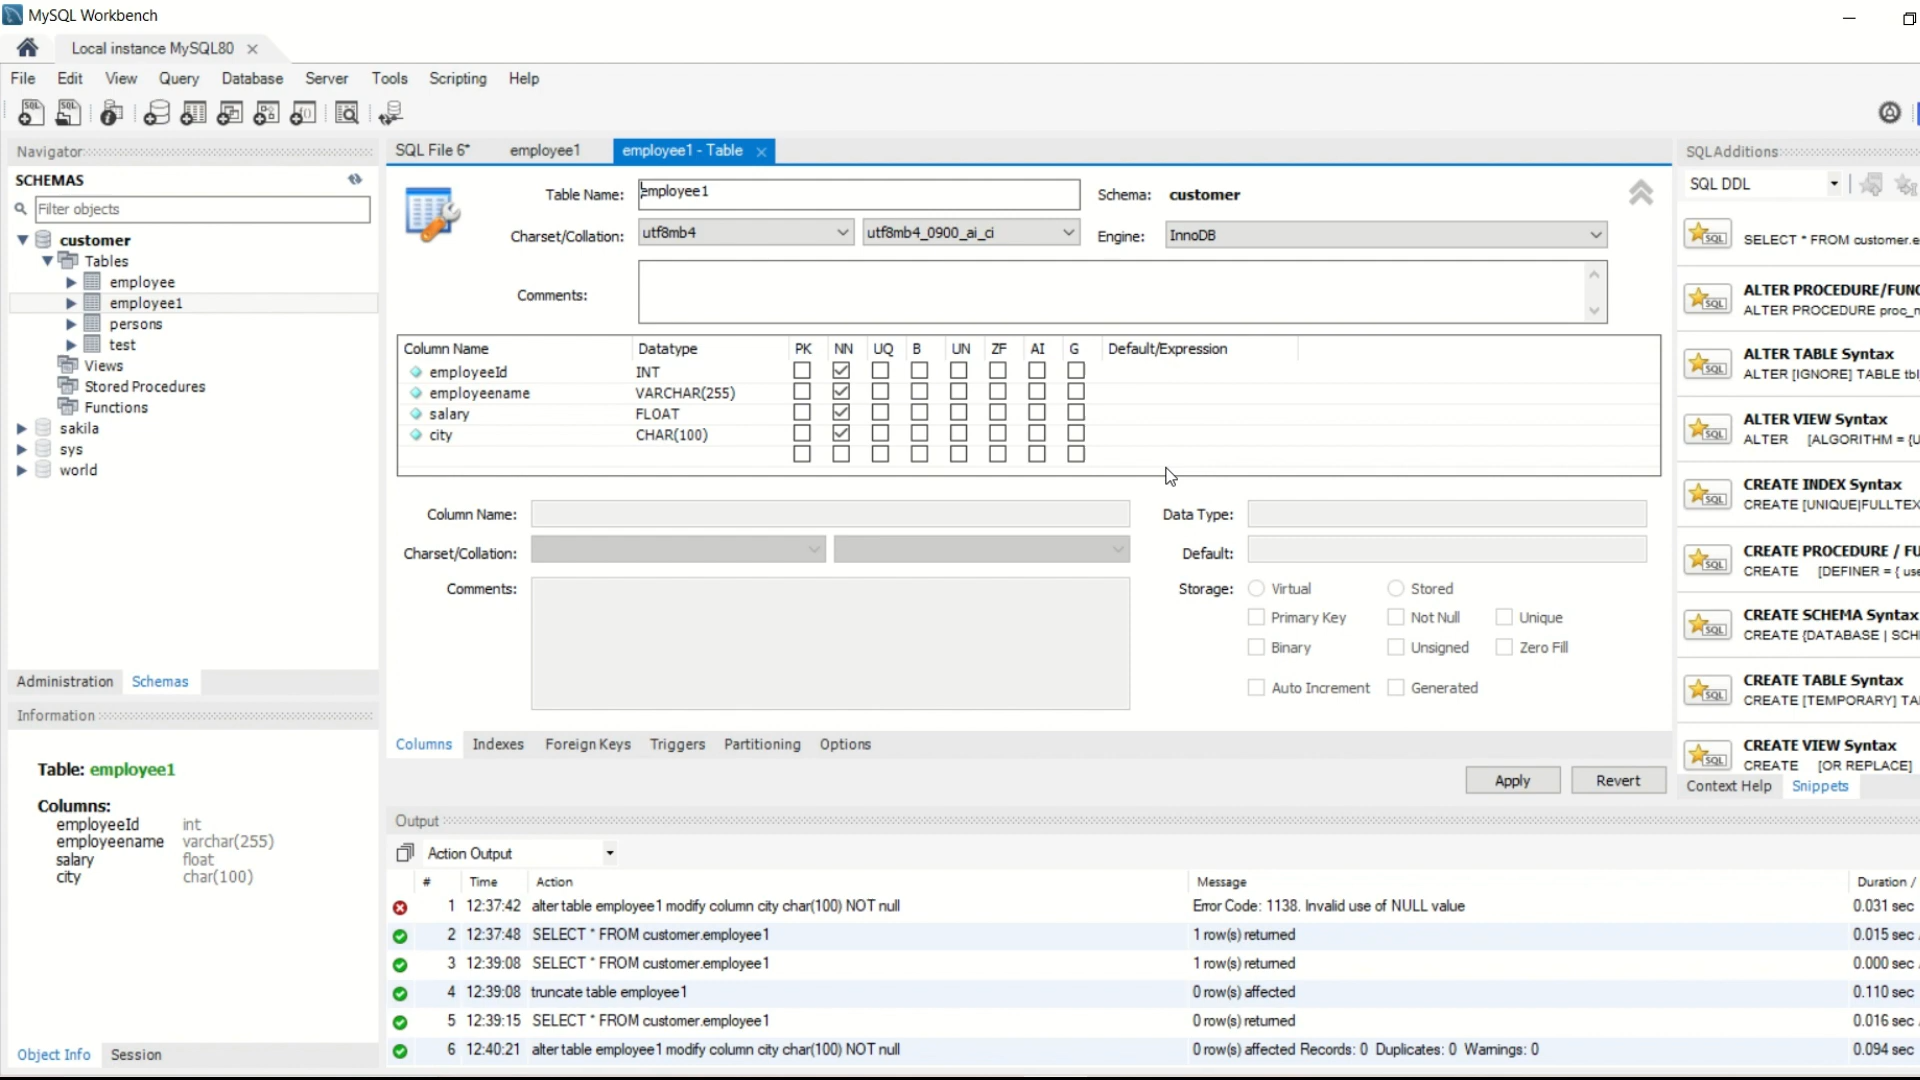 MySQL Workbench
Local instance MySQL80
File Edit View Query Database Server Tools Scripting Help
Navigator
SCHEMAS
Filter objects
customer
Tables
employee
employee1
persons
test
Views
Stored Procedures
Functions
sakila
sys
world
Administration Schemas
Information
Table: employee1
Columns:
employeeId int
employeename varchar(255)
salary float
city char(100)
Object Info Session
SQL File 6* employee1 employee1 - Table
Table Name: employee1 Schema: customer
Charset/Collation: utf8mb4 utf8mb4_0900_ai_ci Engine: InnoDB
Comments:
Column Name Datatype PK NN UQ B UN ZF AI G Default/Expression
employeeId INT
employeename VARCHAR(255)
salary FLOAT
city CHAR(100)
Column Name: Data Type:
Charset/Collation: Default:
Comments: Storage: Virtual Stored
Primary Key Not Null Unique
Binary Unsigned Zero Fill
Auto Increment Generated
Columns Indexes Foreign Keys Triggers Partitioning Options
Apply Revert
SQLAdditions
SQL DDL
SELECT * FROM customer.e
ALTER PROCEDURE/FUNC
ALTER PROCEDURE proc_n
ALTER TABLE Syntax
ALTER [IGNORE] TABLE tbl
ALTER VIEW Syntax
ALTER [ALGORITHM = {U
CREATE INDEX Syntax
CREATE [UNIQUE|FULLTEX
CREATE PROCEDURE / FU
CREATE [DEFINER = { use
CREATE SCHEMA Syntax
CREATE {DATABASE | SCH
CREATE TABLE Syntax
CREATE [TEMPORARY] TA
CREATE VIEW Syntax
CREATE [OR REPLACE]
Context Help Snippets
Output
Action Output
# Time Action Message Duration /
1 12:37:42 alter table employee1 modify column city char(100) NOT null Error Code: 1138. Invalid use of NULL value 0.031 sec
2 12:37:48 SELECT * FROM customer.employee1 1 row(s) returned 0.015 sec
3 12:39:08 SELECT * FROM customer.employee1 1 row(s) returned 0.000 sec
4 12:39:08 truncate table employee1 0 row(s) affected 0.110 sec
5 12:39:15 SELECT * FROM customer.employee1 0 row(s) returned 0.016 sec
6 12:40:21 alter table employee1 modify column city char(100) NOT null 0 row(s) affected Records: 0 Duplicates: 0 Warnings: 0 0.094 sec